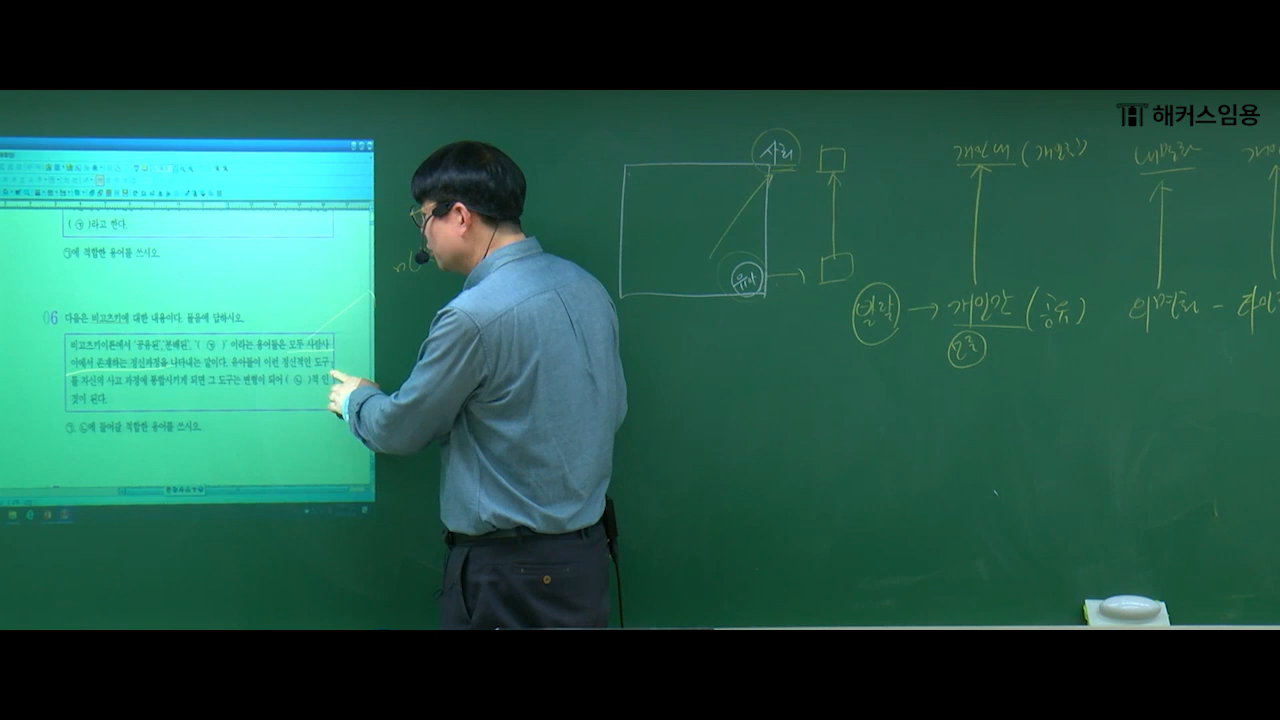 해커스임용
( ㉠ )라고 한다.
㉠에 적합한 용어를 쓰시오.
06 다음은 비고츠키에 대한 내용이다. 물음에 답하시오.
비고츠키이론에서 '공유된', '분배된', '( ㉠ )' 이라는 용어들은 모두 사람사
이에서 존재하는 정신과정을 나타내는 말이다. 유아들이 이런 정신적인 도구
를 자신의 사고 과정에 통합시키게 되면 그 도구는 변형이 되어 ( ㉡ )적 인
것이 된다.
㉠, ㉡에 들어갈 적합한 용어를 쓰시오.
사회
유아
개인 내 (개별화)
내면화
맥락 → 개인간 (공유)
외면화 -